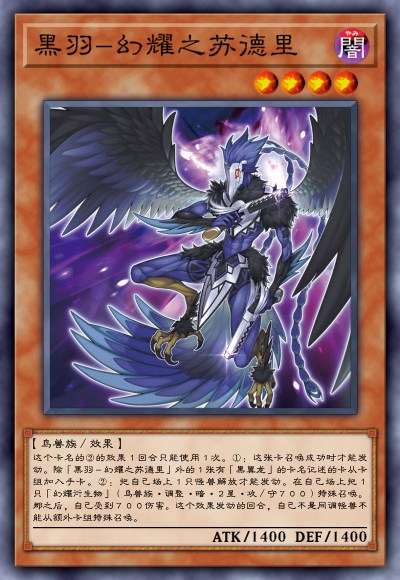 黑羽-幻耀之苏德里
闇
やみ
【鸟兽族/效果】
这个卡名的②的效果1回合只能使用1次。①：这张卡召唤成功时才能发
动。除「黑羽-幻耀之苏德里」外的1张有「黑翼龙」的卡名记述的卡从卡
组加入手卡。②：把自己场上1只怪兽解放才能发动。在自己场上把1
只「幻耀衍生物」（鸟兽族·调整·暗·2星·攻/守700）特殊召唤。
那之后，自己受到700伤害。这个效果发动的回合，自己不是同调怪兽不
能从额外卡组特殊召唤。
ATK/1400 DEF/1400